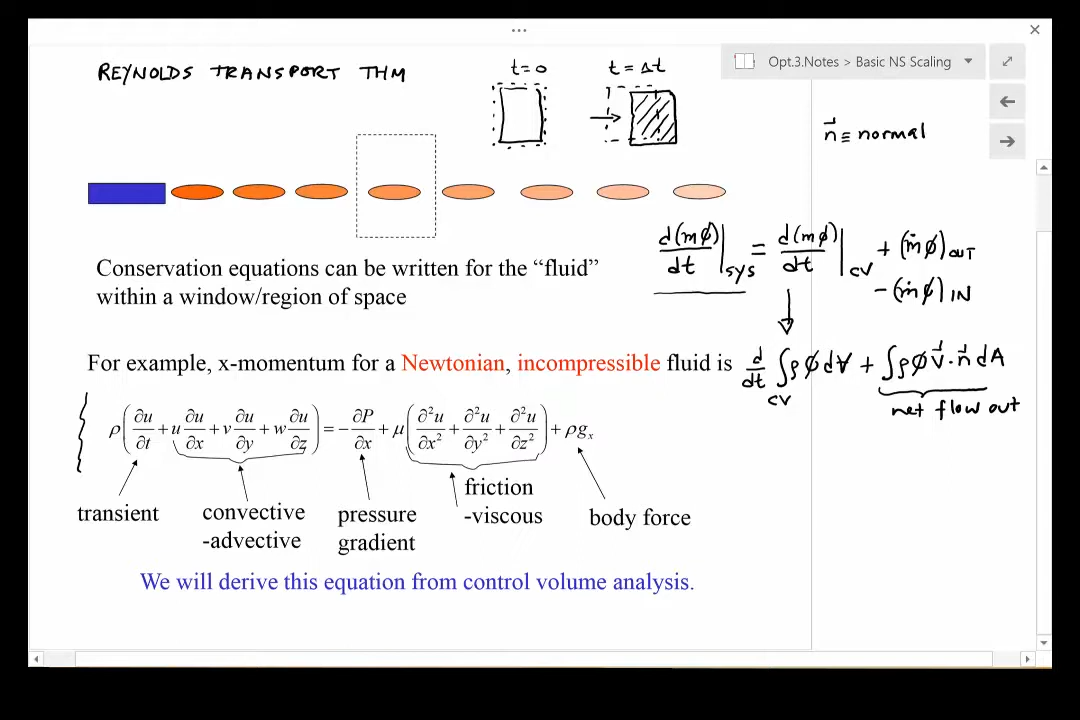 Opt.3.Notes > Basic NS Scaling
REYNOLDS TRANSPORT THM
t=0
t = Δt
n⃗ ≡ normal
d(mφ)/dt |SYS = d(mφ)/dt |CV + (ṁφ)OUT
- (ṁφ)IN
Conservation equations can be written for the “fluid”
within a window/region of space
For example, x-momentum for a Newtonian, incompressible fluid is
d/dt ∫CV ρφdV + ∫ρφv⃗·n⃗dA
net flow out
ρ(∂u/∂t + u∂u/∂x + v∂u/∂y + w∂u/∂z) = -∂P/∂x + μ(∂²u/∂x² + ∂²u/∂y² + ∂²u/∂z²) + ρgₓ
transient
convective
-advective
pressure
gradient
friction
-viscous
body force
We will derive this equation from control volume analysis.